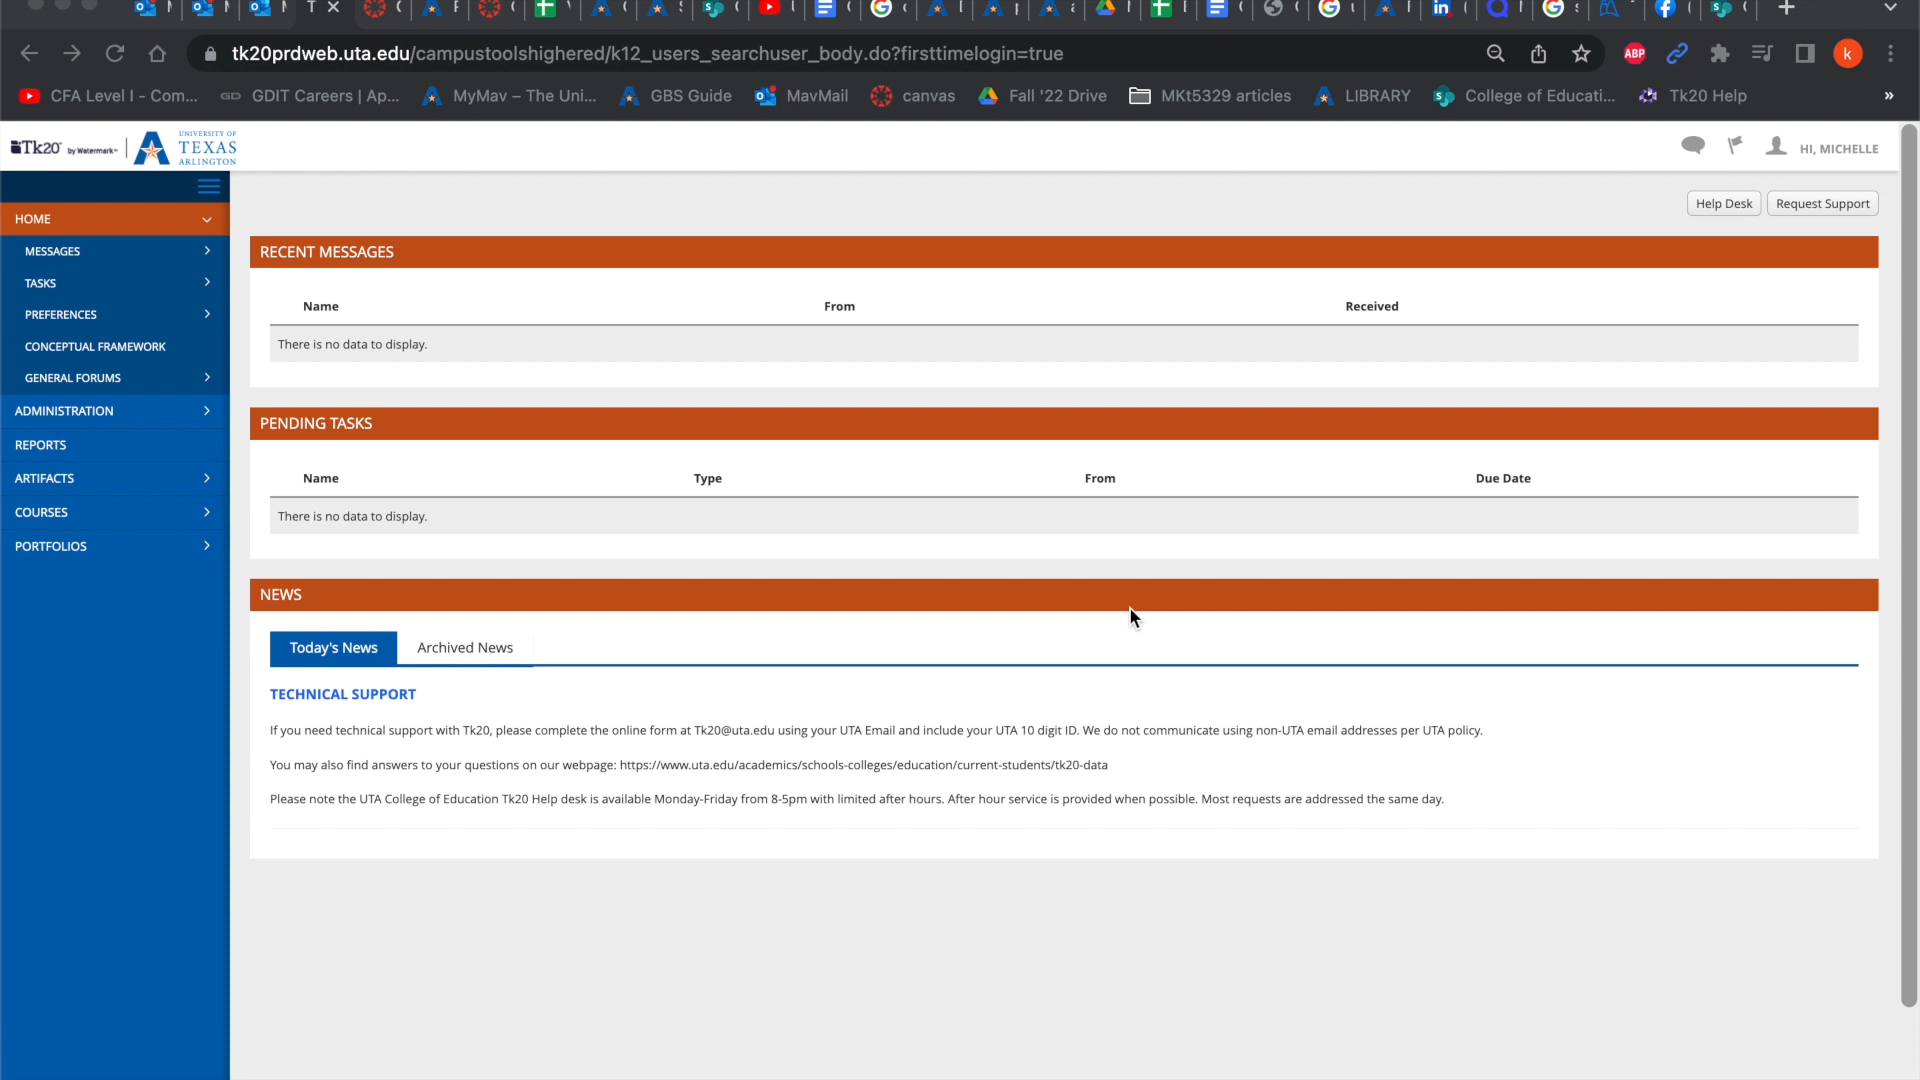 tk20prdweb.uta.edu/campustoolshighered/k12_users_searchuser_body.do?firsttimelogin=true
ABP
k
CFA Level I - Com... GDIT Careers | Ap... MyMav – The Uni... GBS Guide MavMail canvas Fall '22 Drive MKt5329 articles LIBRARY College of Educati... Tk20 Help »
Tk20 by Watermark™
UNIVERSITY OF
TEXAS
ARLINGTON
HI, MICHELLE
Help Desk Request Support
HOME
MESSAGES
TASKS
PREFERENCES
CONCEPTUAL FRAMEWORK
GENERAL FORUMS
ADMINISTRATION
REPORTS
ARTIFACTS
COURSES
PORTFOLIOS
RECENT MESSAGES
Name From Received
There is no data to display.
PENDING TASKS
Name Type From Due Date
There is no data to display.
NEWS
Today's News Archived News
TECHNICAL SUPPORT
If you need technical support with Tk20, please complete the online form at Tk20@uta.edu using your UTA Email and include your UTA 10 digit ID. We do not communicate using non-UTA email addresses per UTA policy.
You may also find answers to your questions on our webpage: https://www.uta.edu/academics/schools-colleges/education/current-students/tk20-data
Please note the UTA College of Education Tk20 Help desk is available Monday-Friday from 8-5pm with limited after hours. After hour service is provided when possible. Most requests are addressed the same day.